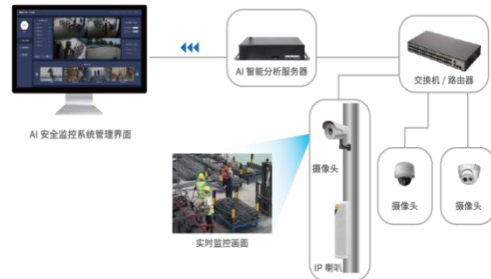 AI 安全监控系统管理界面
AI 智能分析服务器
交换机 / 路由器
摄像头
摄像头
摄像头
实时监控画面
IP 喇叭